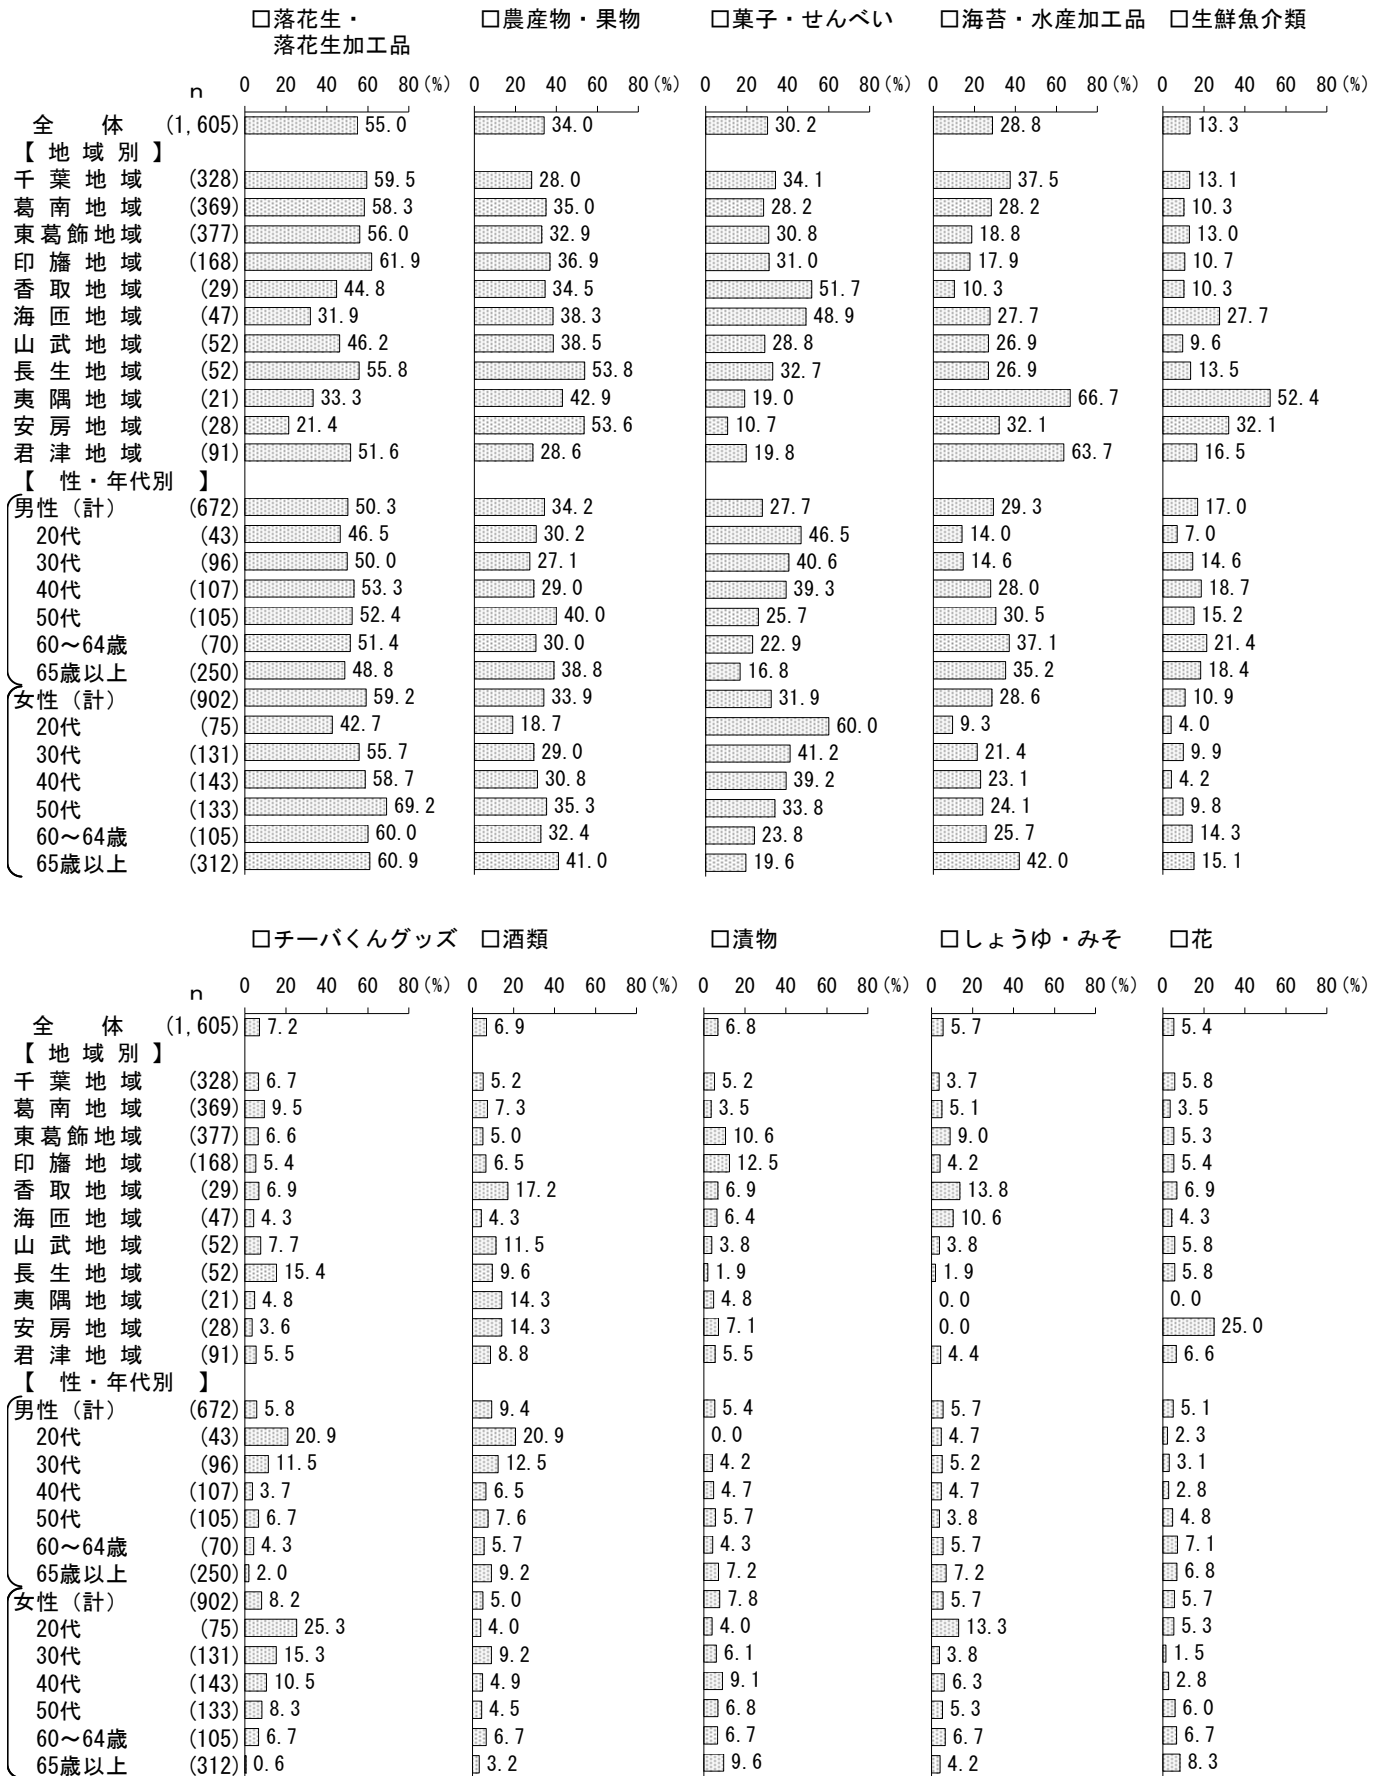 □落花生・ □農産物・果物 □菓子・せんべい □海苔・水産加工品 □生鮮魚介類
落花生加工品
n 0 20 40 60 80(%) 0 20 40 60 80(%) 0 20 40 60 80(%) 0 20 40 60 80(%) 0 20 40 60 80(%)
全体 (1,605) 55.0 34.0 30.2 28.8 13.3
【地域別】
千葉地域 (328) 59.5 28.0 34.1 37.5 13.1
葛南地域 (369) 58.3 35.0 28.2 28.2 10.3
東葛飾地域 (377) 56.0 32.9 30.8 18.8 13.0
印旛地域 (168) 61.9 36.9 31.0 17.9 10.7
香取地域 (29) 44.8 34.5 51.7 10.3 10.3
海匝地域 (47) 31.9 38.3 48.9 27.7 27.7
山武地域 (52) 46.2 38.5 28.8 26.9 9.6
長生地域 (52) 55.8 53.8 32.7 26.9 13.5
夷隅地域 (21) 33.3 42.9 19.0 66.7 52.4
安房地域 (28) 21.4 53.6 10.7 32.1 32.1
君津地域 (91) 51.6 28.6 19.8 63.7 16.5
【性・年代別】
男性(計) (672) 50.3 34.2 27.7 29.3 17.0
20代 (43) 46.5 30.2 46.5 14.0 7.0
30代 (96) 50.0 27.1 40.6 14.6 14.6
40代 (107) 53.3 29.0 39.3 28.0 18.7
50代 (105) 52.4 40.0 25.7 30.5 15.2
60～64歳 (70) 51.4 30.0 22.9 37.1 21.4
65歳以上 (250) 48.8 38.8 16.8 35.2 18.4
女性(計) (902) 59.2 33.9 31.9 28.6 10.9
20代 (75) 42.7 18.7 60.0 9.3 4.0
30代 (131) 55.7 29.0 41.2 21.4 9.9
40代 (143) 58.7 30.8 39.2 23.1 4.2
50代 (133) 69.2 35.3 33.8 24.1 9.8
60～64歳 (105) 60.0 32.4 23.8 25.7 14.3
65歳以上 (312) 60.9 41.0 19.6 42.0 15.1
□チーバくんグッズ □酒類 □漬物 □しょうゆ・みそ □花
n 0 20 40 60 80(%) 0 20 40 60 80(%) 0 20 40 60 80(%) 0 20 40 60 80(%) 0 20 40 60 80(%)
全体 (1,605) 7.2 6.9 6.8 5.7 5.4
【地域別】
千葉地域 (328) 6.7 5.2 5.2 3.7 5.8
葛南地域 (369) 9.5 7.3 3.5 5.1 3.5
東葛飾地域 (377) 6.6 5.0 10.6 9.0 5.3
印旛地域 (168) 5.4 6.5 12.5 4.2 5.4
香取地域 (29) 6.9 17.2 6.9 13.8 6.9
海匝地域 (47) 4.3 4.3 6.4 10.6 4.3
山武地域 (52) 7.7 11.5 3.8 3.8 5.8
長生地域 (52) 15.4 9.6 1.9 1.9 5.8
夷隅地域 (21) 4.8 14.3 4.8 0.0 0.0
安房地域 (28) 3.6 14.3 7.1 0.0 25.0
君津地域 (91) 5.5 8.8 5.5 4.4 6.6
【性・年代別】
男性(計) (672) 5.8 9.4 5.4 5.7 5.1
20代 (43) 20.9 20.9 0.0 4.7 2.3
30代 (96) 11.5 12.5 4.2 5.2 3.1
40代 (107) 3.7 6.5 4.7 4.7 2.8
50代 (105) 6.7 7.6 5.7 3.8 4.8
60～64歳 (70) 4.3 5.7 4.3 5.7 7.1
65歳以上 (250) 2.0 9.2 7.2 7.2 6.8
女性(計) (902) 8.2 5.0 7.8 5.7 5.7
20代 (75) 25.3 4.0 4.0 13.3 5.3
30代 (131) 15.3 9.2 6.1 3.8 1.5
40代 (143) 10.5 4.9 9.1 6.3 2.8
50代 (133) 8.3 4.5 6.8 5.3 6.0
60～64歳 (105) 6.7 6.7 6.7 6.7 6.7
65歳以上 (312) 0.6 3.2 9.6 4.2 8.3